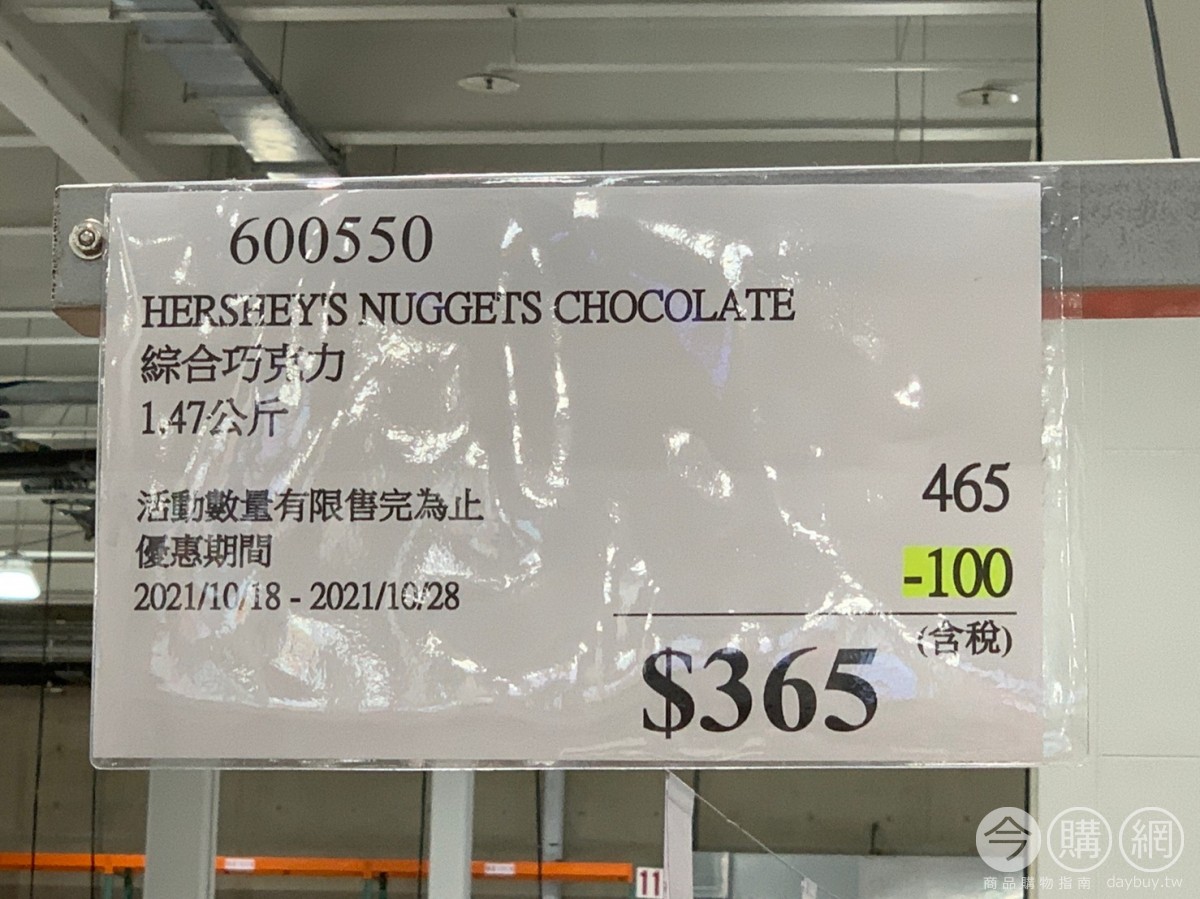 600550
HERSHEY'S NUGGETS CHOCOLATE
綜合巧克力
1.47公斤
活動數量有限售完為止
優惠期間
2021/10/18 - 2021/10/28
465
-100
(含稅)
$365
11
今購網
商品購物指南 daybuy.tw